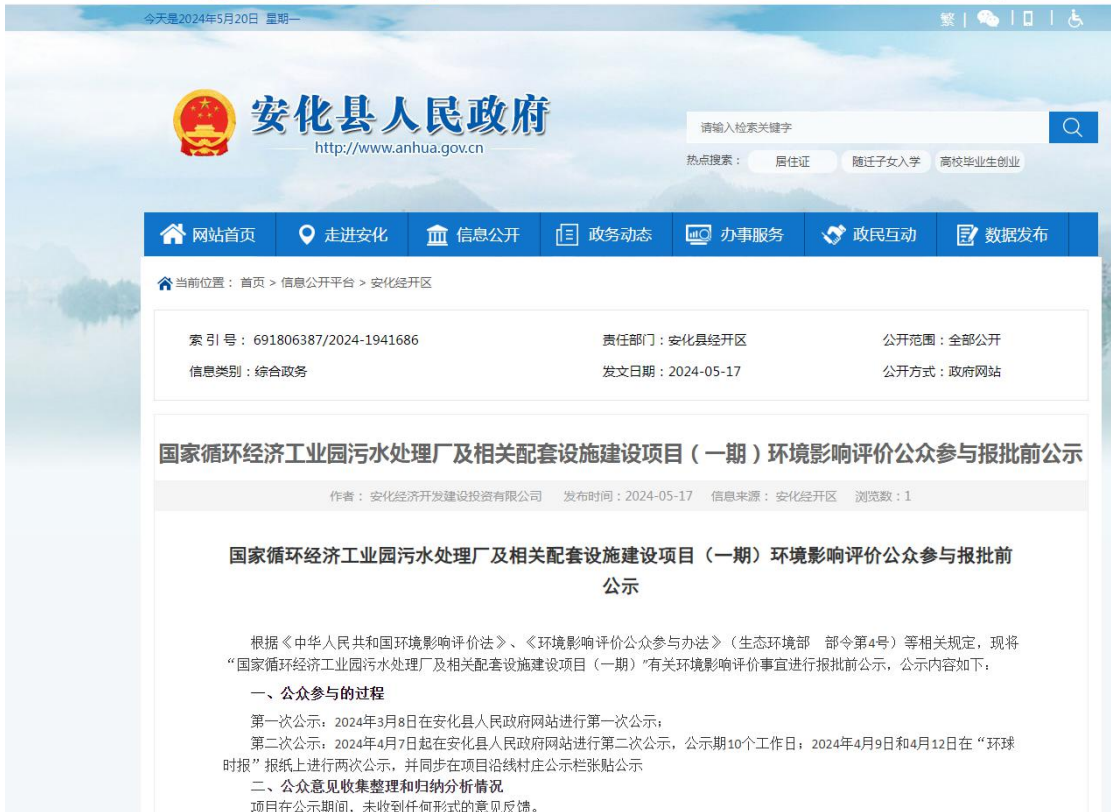 今天是2024年5月20日 星期一
繁
安化县人民政府
http://www.anhua.gov.cn
请输入检索关键字
热点搜索： 居住证 随迁子女入学 高校毕业生创业
网站首页 走进安化 信息公开 政务动态 办事服务 政民互动 数据发布
当前位置： 首页 > 信息公开平台 > 安化经开区
索 引 号： 691806387/2024-1941686 责任部门：安化县经开区 公开范围：全部公开
信息类别：综合政务 发文日期：2024-05-17 公开方式：政府网站
国家循环经济工业园污水处理厂及相关配套设施建设项目（一期）环境影响评价公众参与报批前公示
作者： 安化经济开发建设投资有限公司 发布时间：2024-05-17 信息来源： 安化经开区 浏览数：1
国家循环经济工业园污水处理厂及相关配套设施建设项目（一期）环境影响评价公众参与报批前
公示
根据《中华人民共和国环境影响评价法》、《环境影响评价公众参与办法》（生态环境部 部令第4号）等相关规定，现将
“国家循环经济工业园污水处理厂及相关配套设施建设项目（一期）”有关环境影响评价事宜进行报批前公示，公示内容如下：
一、公众参与的过程
第一次公示：2024年3月8日在安化县人民政府网站进行第一次公示；
第二次公示：2024年4月7日起在安化县人民政府网站进行第二次公示，公示期10个工作日；2024年4月9日和4月12日在“环球
时报”报纸上进行两次公示，并同步在项目沿线村庄公示栏张贴公示
二、公众意见收集整理和归纳分析情况
项目在公示期间，未收到任何形式的意见反馈。